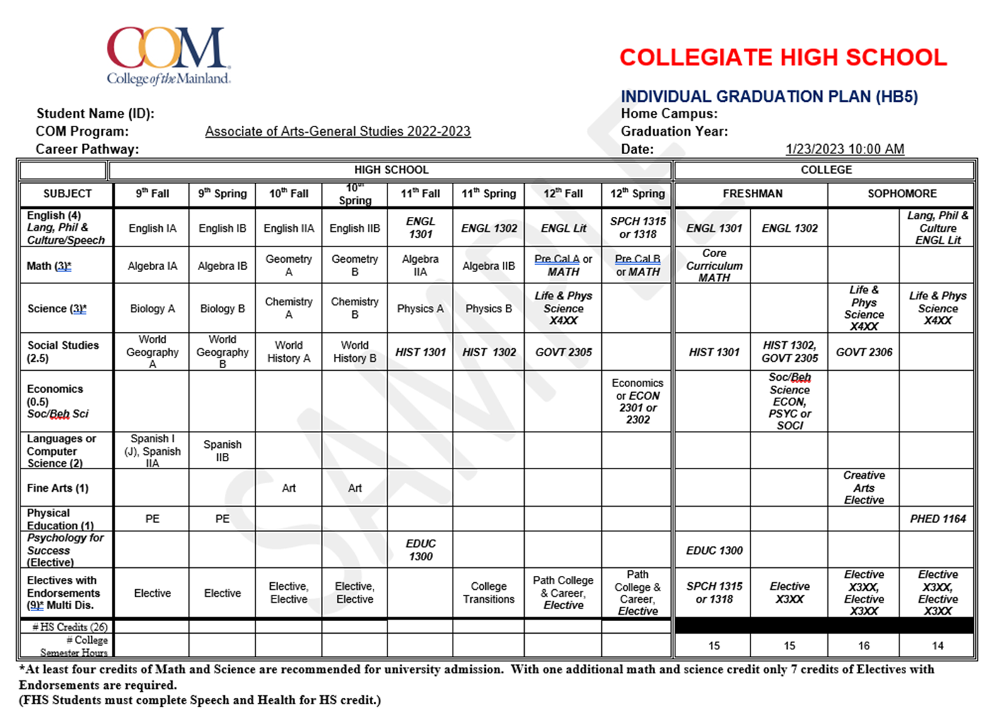 COM
College of the Mainland®
COLLEGIATE HIGH SCHOOL
INDIVIDUAL GRADUATION PLAN (HB5)
Student Name (ID):
Home Campus:
COM Program: Associate of Arts-General Studies 2022-2023
Graduation Year:
Career Pathway:
Date: 1/23/2023 10:00 AM
HIGH SCHOOL COLLEGE
SUBJECT 9th Fall 9th Spring 10th Fall 10th Spring 11th Fall 11th Spring 12th Fall 12th Spring FRESHMAN SOPHOMORE
English (4) Lang, Phil & Culture/Speech English IA English IB English IIA English IIB ENGL 1301 ENGL 1302 ENGL Lit SPCH 1315 or 1318 ENGL 1301 ENGL 1302 Lang, Phil & Culture ENGL Lit
Math (3)* Algebra IA Algebra IB Geometry A Geometry B Algebra IIA Algebra IIB Pre Cal A or MATH Pre Cal B or MATH Core Curriculum MATH
Science (3)* Biology A Biology B Chemistry A Chemistry B Physics A Physics B Life & Phys Science X4XX Life & Phys Science X4XX Life & Phys Science X4XX
Social Studies (2.5) World Geography A World Geography B World History A World History B HIST 1301 HIST 1302 GOVT 2305 HIST 1301 HIST 1302, GOVT 2305 GOVT 2306
Economics (0.5) Soc/Beh Sci Economics or ECON 2301 or 2302 Soc/Beh Science ECON, PSYC or SOCI
Languages or Computer Science (2) Spanish I (J), Spanish IIA Spanish IIB
Fine Arts (1) Art Art Creative Arts Elective
Physical Education (1) PE PE PHED 1164
Psychology for Success (Elective) EDUC 1300 EDUC 1300
Electives with Endorsements (9)* Multi Dis. Elective Elective Elective, Elective Elective, Elective College Transitions Path College & Career, Elective Path College & Career, Elective SPCH 1315 or 1318 Elective X3XX Elective X3XX, Elective X3XX Elective X3XX, Elective X3XX
# HS Credits (26)
# College Semester Hours 15 15 16 14
*At least four credits of Math and Science are recommended for university admission. With one additional math and science credit only 7 credits of Electives with
Endorsements are required.
(FHS Students must complete Speech and Health for HS credit.)
SAMPLE